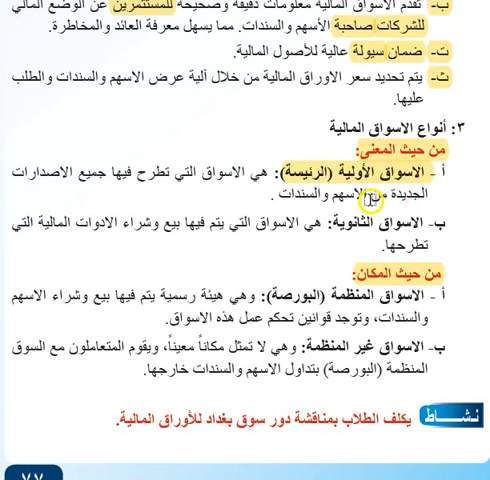 ب- تقدم الأسواق المالية معلومات دقيقة وصحيحة للمستثمرين عن الوضع المالي
للشركات صاحبة الأسهم والسندات. مما يسهل معرفة العائد والمخاطرة.
ت- ضمان سيولة عالية للأصول المالية.
ث- يتم تحديد سعر الاوراق المالية من خلال آلية عرض الاسهم والسندات والطلب
عليها.
٣: أنواع الاسواق المالية
من حيث المعنى:
أ - الاسواق الأولية (الرئيسة): هي الاسواق التي تطرح فيها جميع الاصدارات
الجديدة من الاسهم والسندات .
ب- الاسواق الثانوية: هي الاسواق التي يتم فيها بيع وشراء الادوات المالية التي
تطرحها.
من حيث المكان:
أ - الاسواق المنظمة (البورصة): وهي هيئة رسمية يتم فيها بيع وشراء الاسهم
والسندات، وتوجد قوانين تحكم عمل هذه الاسواق.
ب- الاسواق غير المنظمة: وهي لا تمثل مكاناً معيناً، ويقوم المتعاملون مع السوق
المنظمة (البورصة) بتداول الاسهم والسندات خارجها.
نشــاط يكلف الطلاب بمناقشة دور سوق بغداد للأوراق المالية.
٧٧